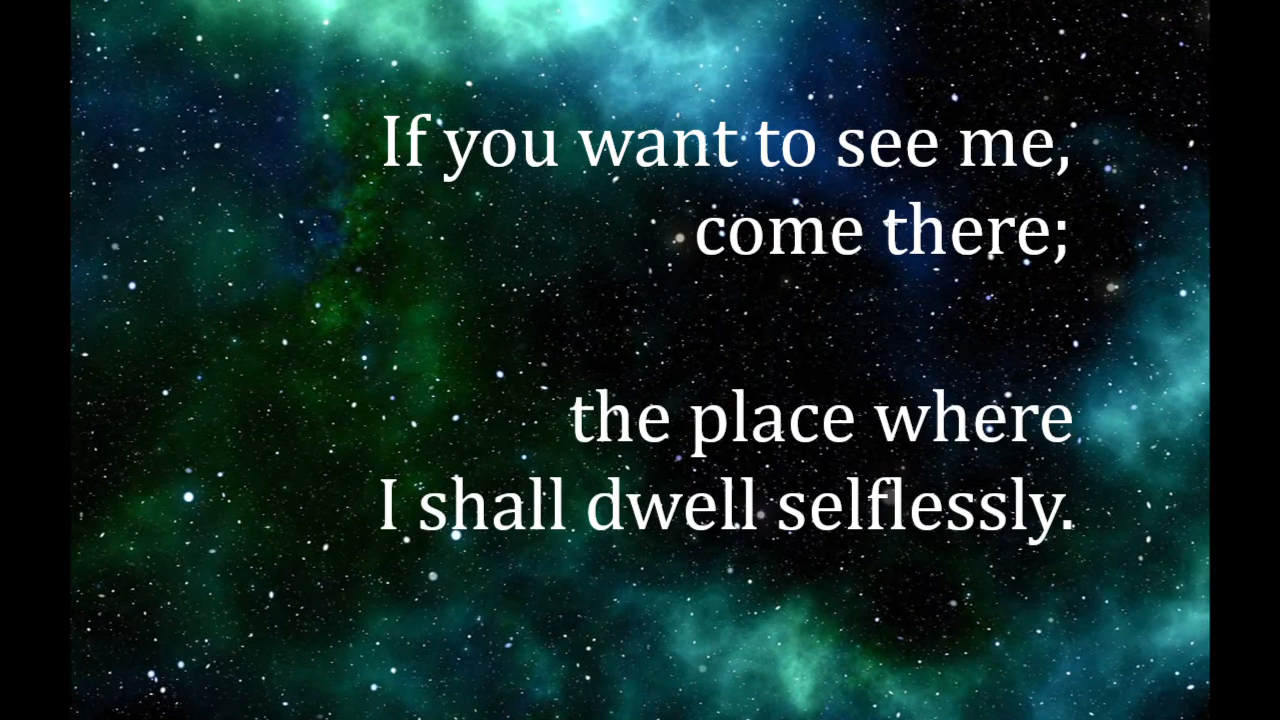 If you want to see me,
come there;
the place where
I shall dwell selflessly.